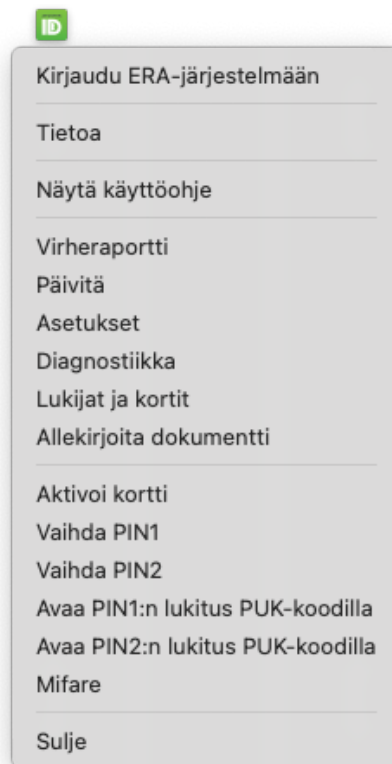 ID
Kirjaudu ERA-järjestelmään
Tietoa
Näytä käyttöohje
Virheraportti
Päivitä
Asetukset
Diagnostiikka
Lukijat ja kortit
Allekirjoita dokumentti
Aktivoi kortti
Vaihda PIN1
Vaihda PIN2
Avaa PIN1:n lukitus PUK-koodilla
Avaa PIN2:n lukitus PUK-koodilla
Mifare
Sulje